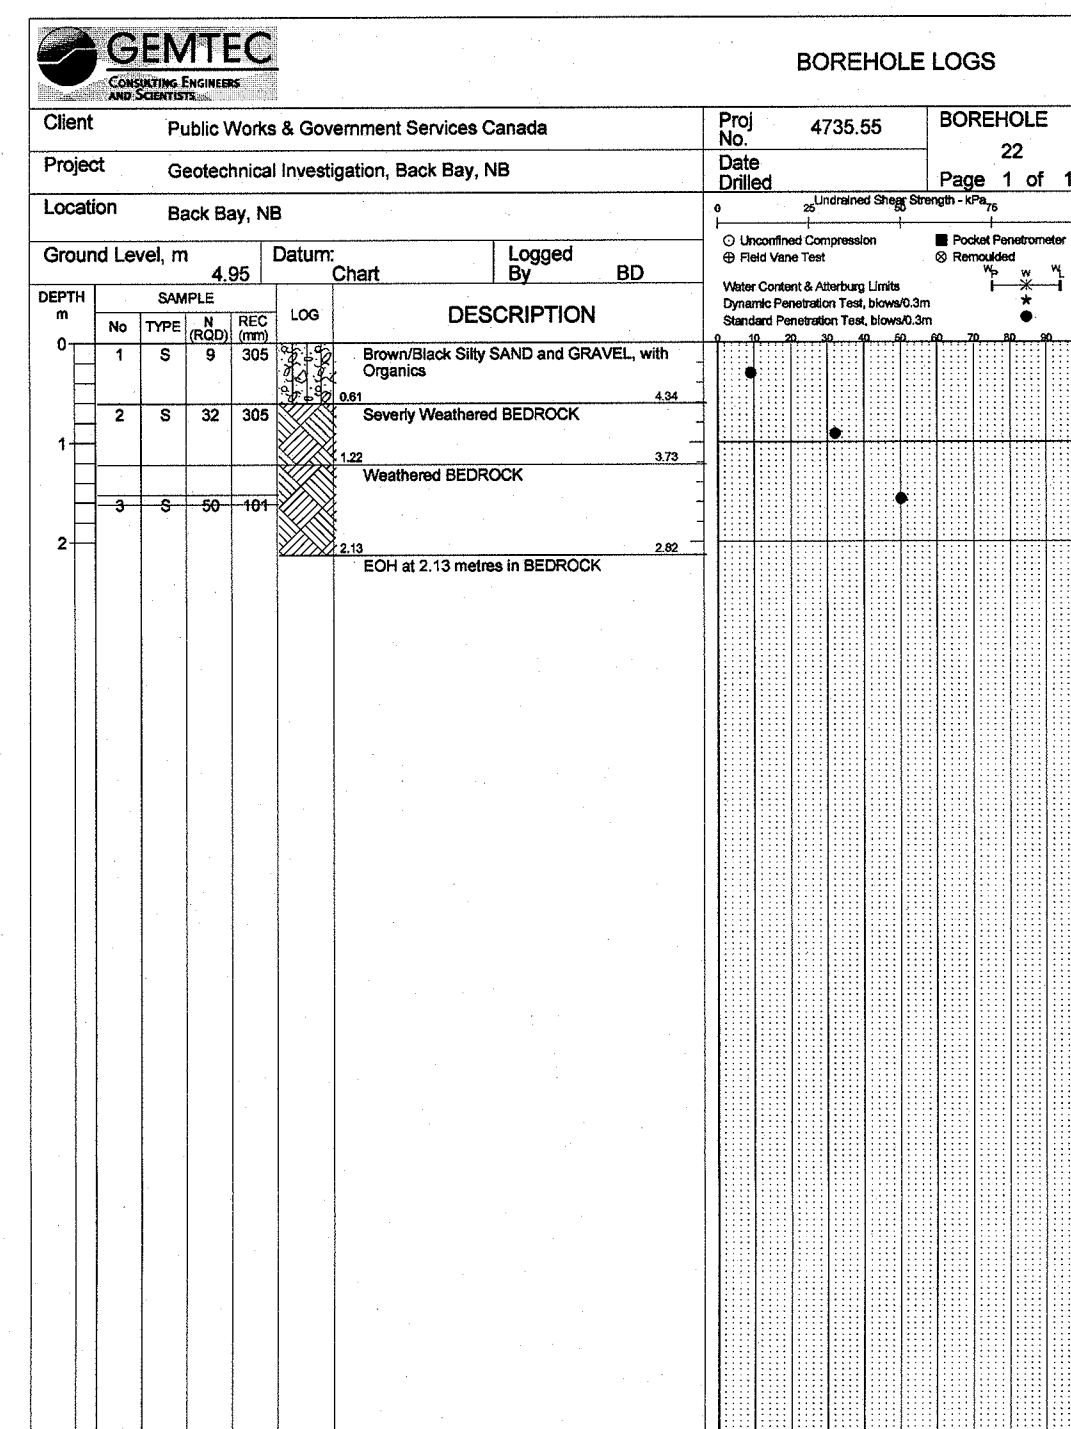 GEMTEC
CONSULTING ENGINEERS
AND SCIENTISTS
BOREHOLE LOGS
Client Public Works & Government Services Canada
Proj No. 4735.55
BOREHOLE 22
Project Geotechnical Investigation, Back Bay, NB
Date Drilled
Page 1 of 1
Location Back Bay, NB
Undrained Shear Strength - kPa
0 25 50 75
Ground Level, m 4.95
Datum: Chart
Logged By BD
Unconfined Compression
Pocket Penetrometer
Field Vane Test
Remoulded
Water Content & Atterburg Limits
WP W WL
Dynamic Penetration Test, blows/0.3m
Standard Penetration Test, blows/0.3m
DEPTH m
SAMPLE
No TYPE N (RQD) REC (mm)
LOG
DESCRIPTION
0 10 20 30 40 50 60 70 80 90
0
1 S 9 305
Brown/Black Silty SAND and GRAVEL, with
Organics
0.61 4.34
2 S 32 305
Severly Weathered BEDROCK
1
1.22 3.73
Weathered BEDROCK
3 S 50 101
2
2.13 2.82
EOH at 2.13 metres in BEDROCK